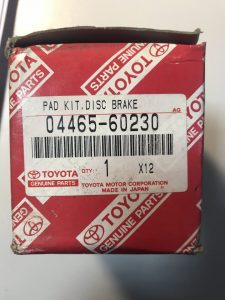 TOYOTA
GENUINE PARTS
PAD KIT.DISC BRAKE
AG
04465-60230
TOYOTA
GENUINE PARTS
QTY.
1
X12
TOYOTA MOTOR CORPORATION
MADE IN JAPAN
TOYOTA
GENUINE PARTS